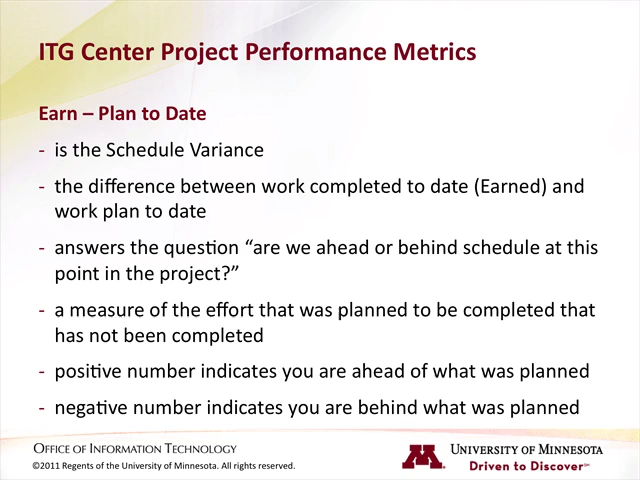 ITG Center Project Performance Metrics
Earn – Plan to Date
- is the Schedule Variance
- the difference between work completed to date (Earned) and
work plan to date
- answers the question “are we ahead or behind schedule at this
point in the project?”
- a measure of the effort that was planned to be completed that
has not been completed
- positive number indicates you are ahead of what was planned
- negative number indicates you are behind what was planned
OFFICE OF INFORMATION TECHNOLOGY
©2011 Regents of the University of Minnesota. All rights reserved.
M
UNIVERSITY OF MINNESOTA
Driven to Discover℠